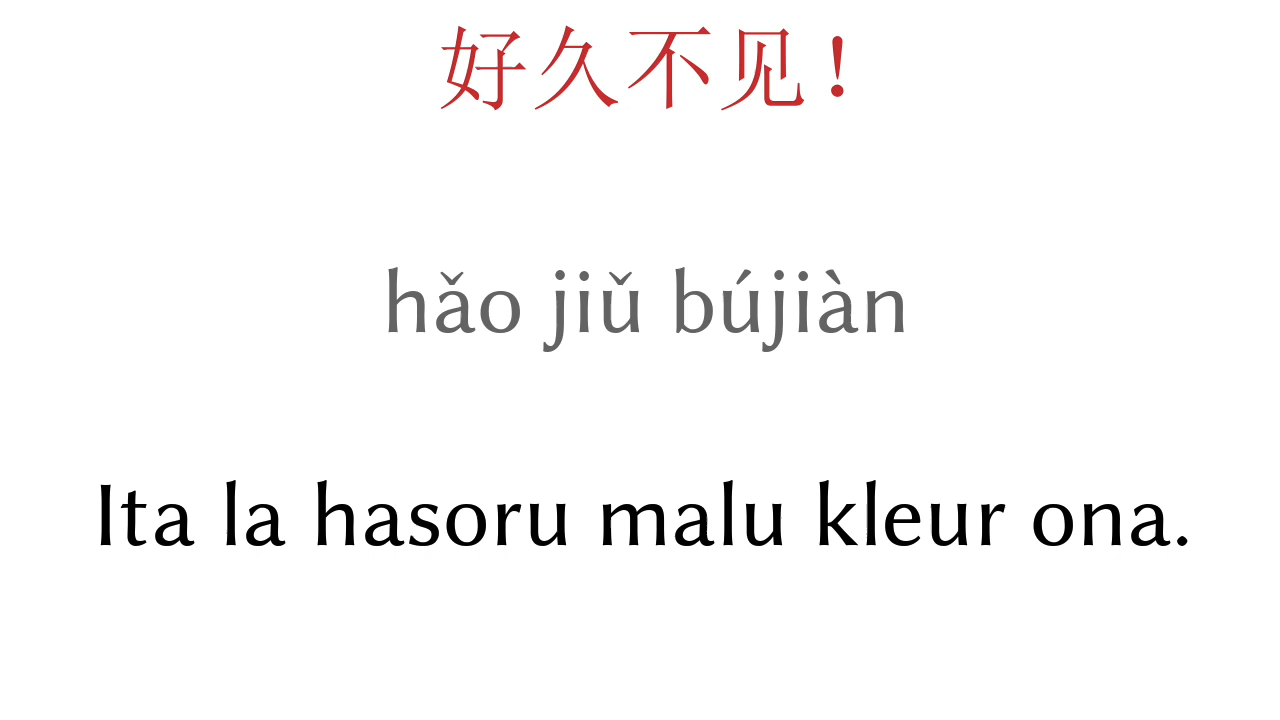 好久不见！
hǎo jiǔ bújiàn
Ita la hasoru malu kleur ona.